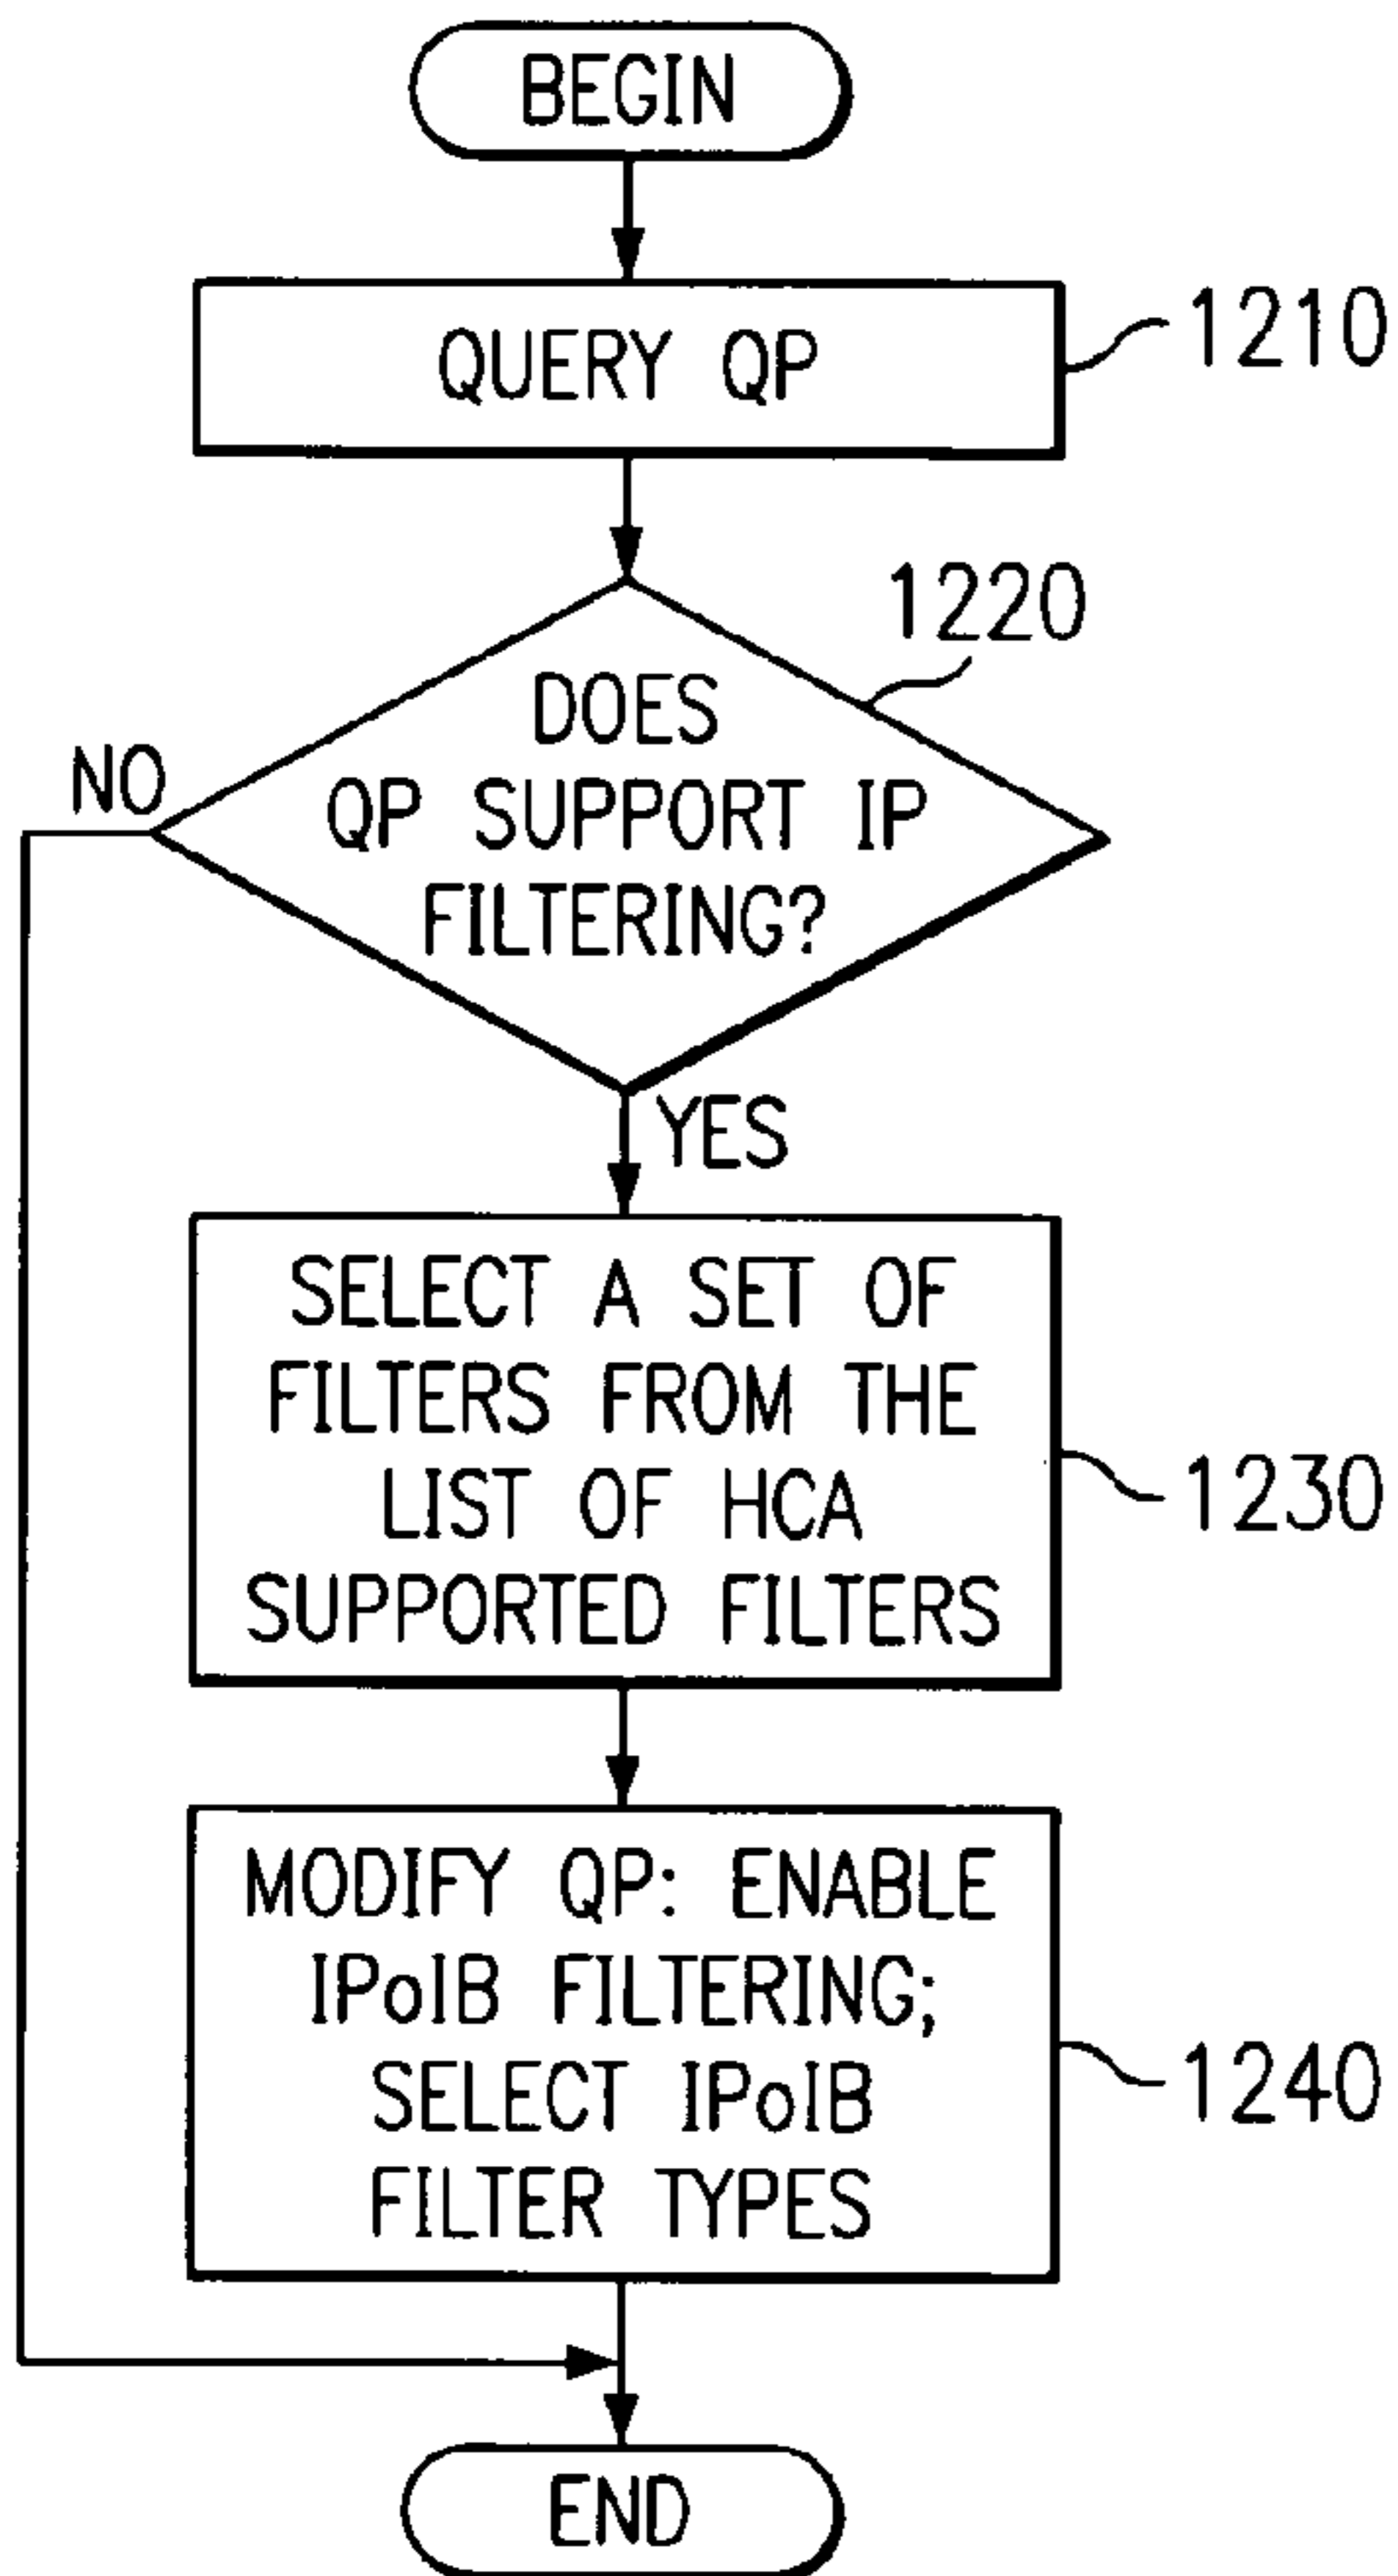 BEGIN
QUERY QP
1210
1220
DOES
QP SUPPORT IP
FILTERING?
NO
YES
SELECT A SET OF
FILTERS FROM THE
LIST OF HCA
SUPPORTED FILTERS
1230
MODIFY QP: ENABLE
IPoIB FILTERING;
SELECT IPoIB
FILTER TYPES
1240
END